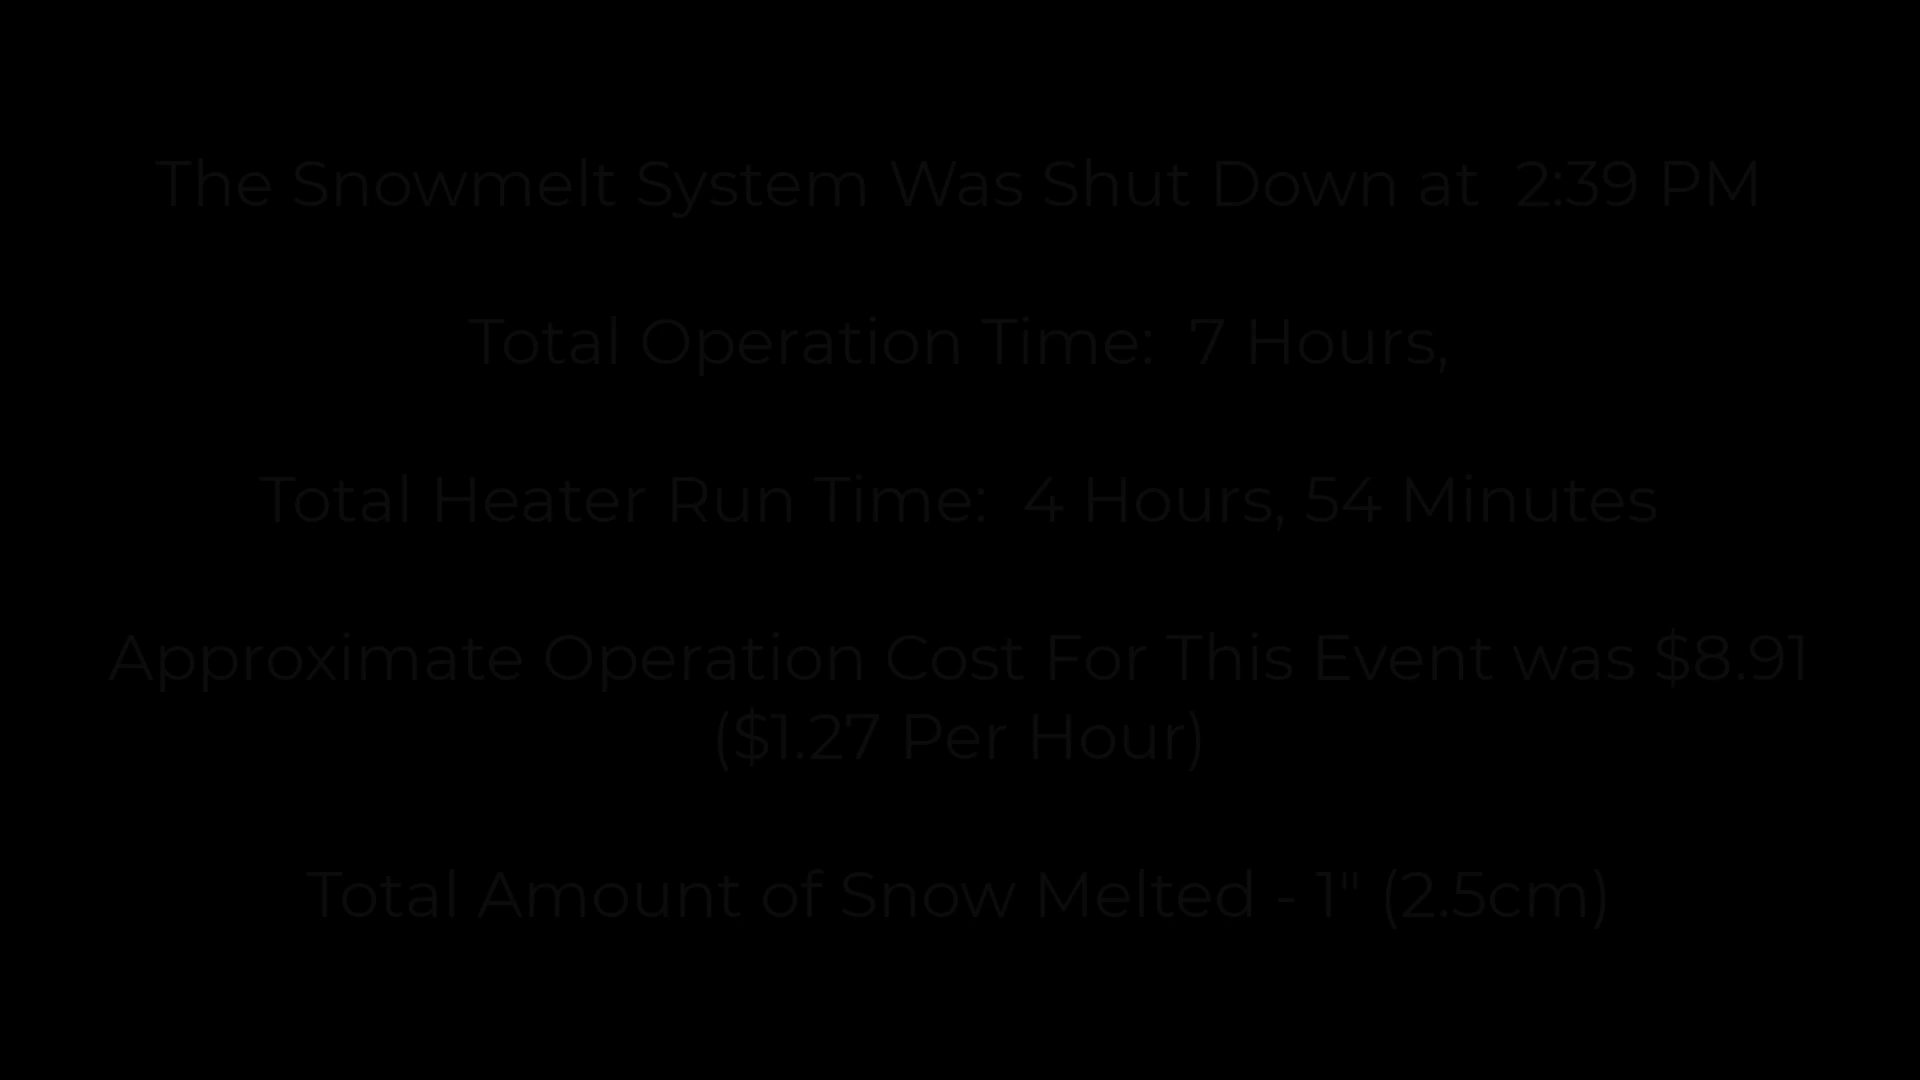 The Snowmelt System Was Shut Down at  2:39 PM
Total Operation Time:  7 Hours,
Total Heater Run Time:  4 Hours, 54 Minutes
Approximate Operation Cost For This Event was $8.91
($1.27 Per Hour)
Total Amount of Snow Melted - 1" (2.5cm)